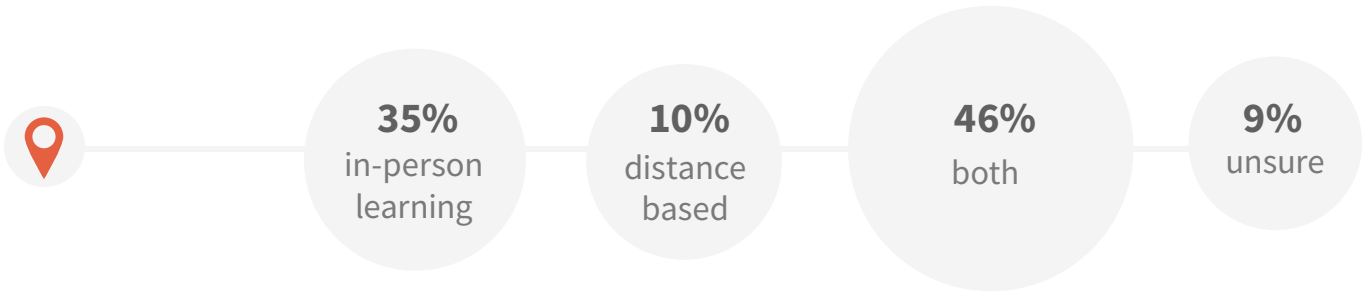 35%
in-person
learning
10%
distance
based
46%
both
9%
unsure